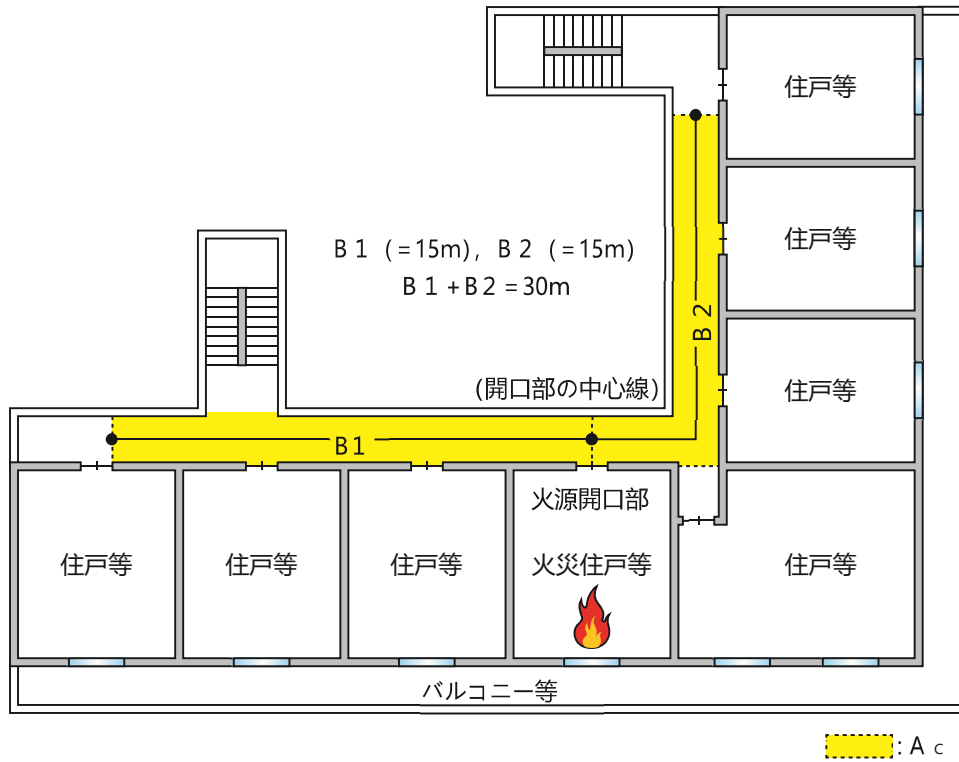 住戸等
住戸等
B1 (=15m), B2 (=15m)
B1+B2=30m
B2
(開口部の中心線)
住戸等
B1
火源開口部
住戸等
住戸等
住戸等
火災住戸等
住戸等
バルコニー等
:Ac